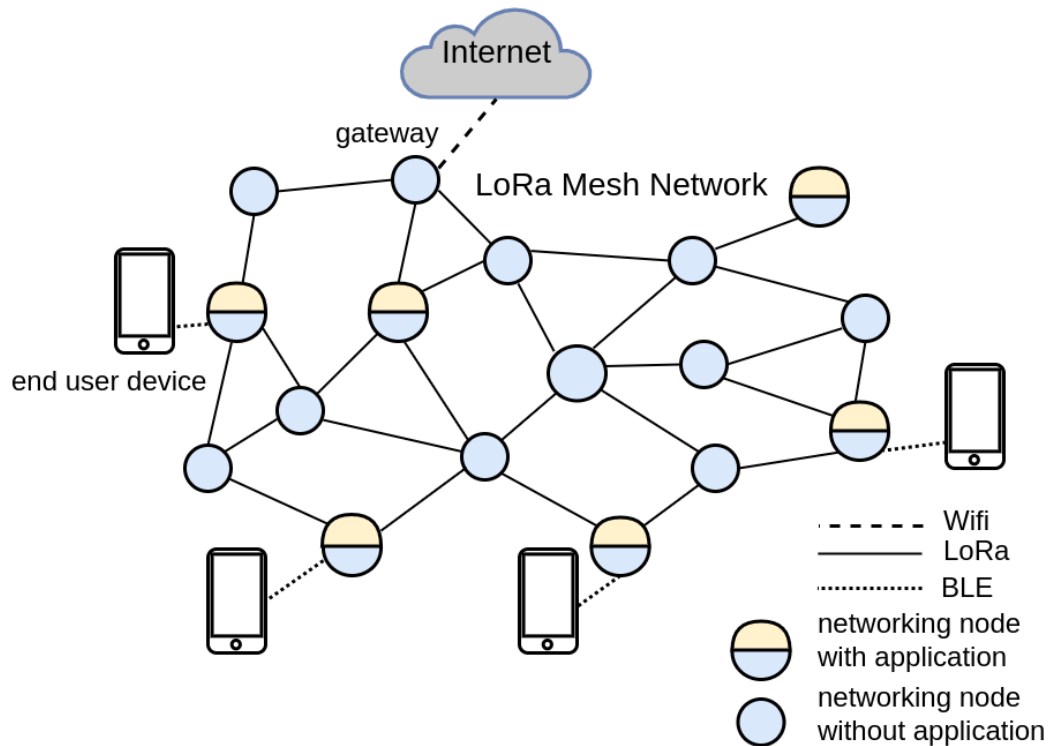 Internet
gateway
LoRa Mesh Network
end user device
Wifi
LoRa
BLE
networking node
with application
networking node
without application